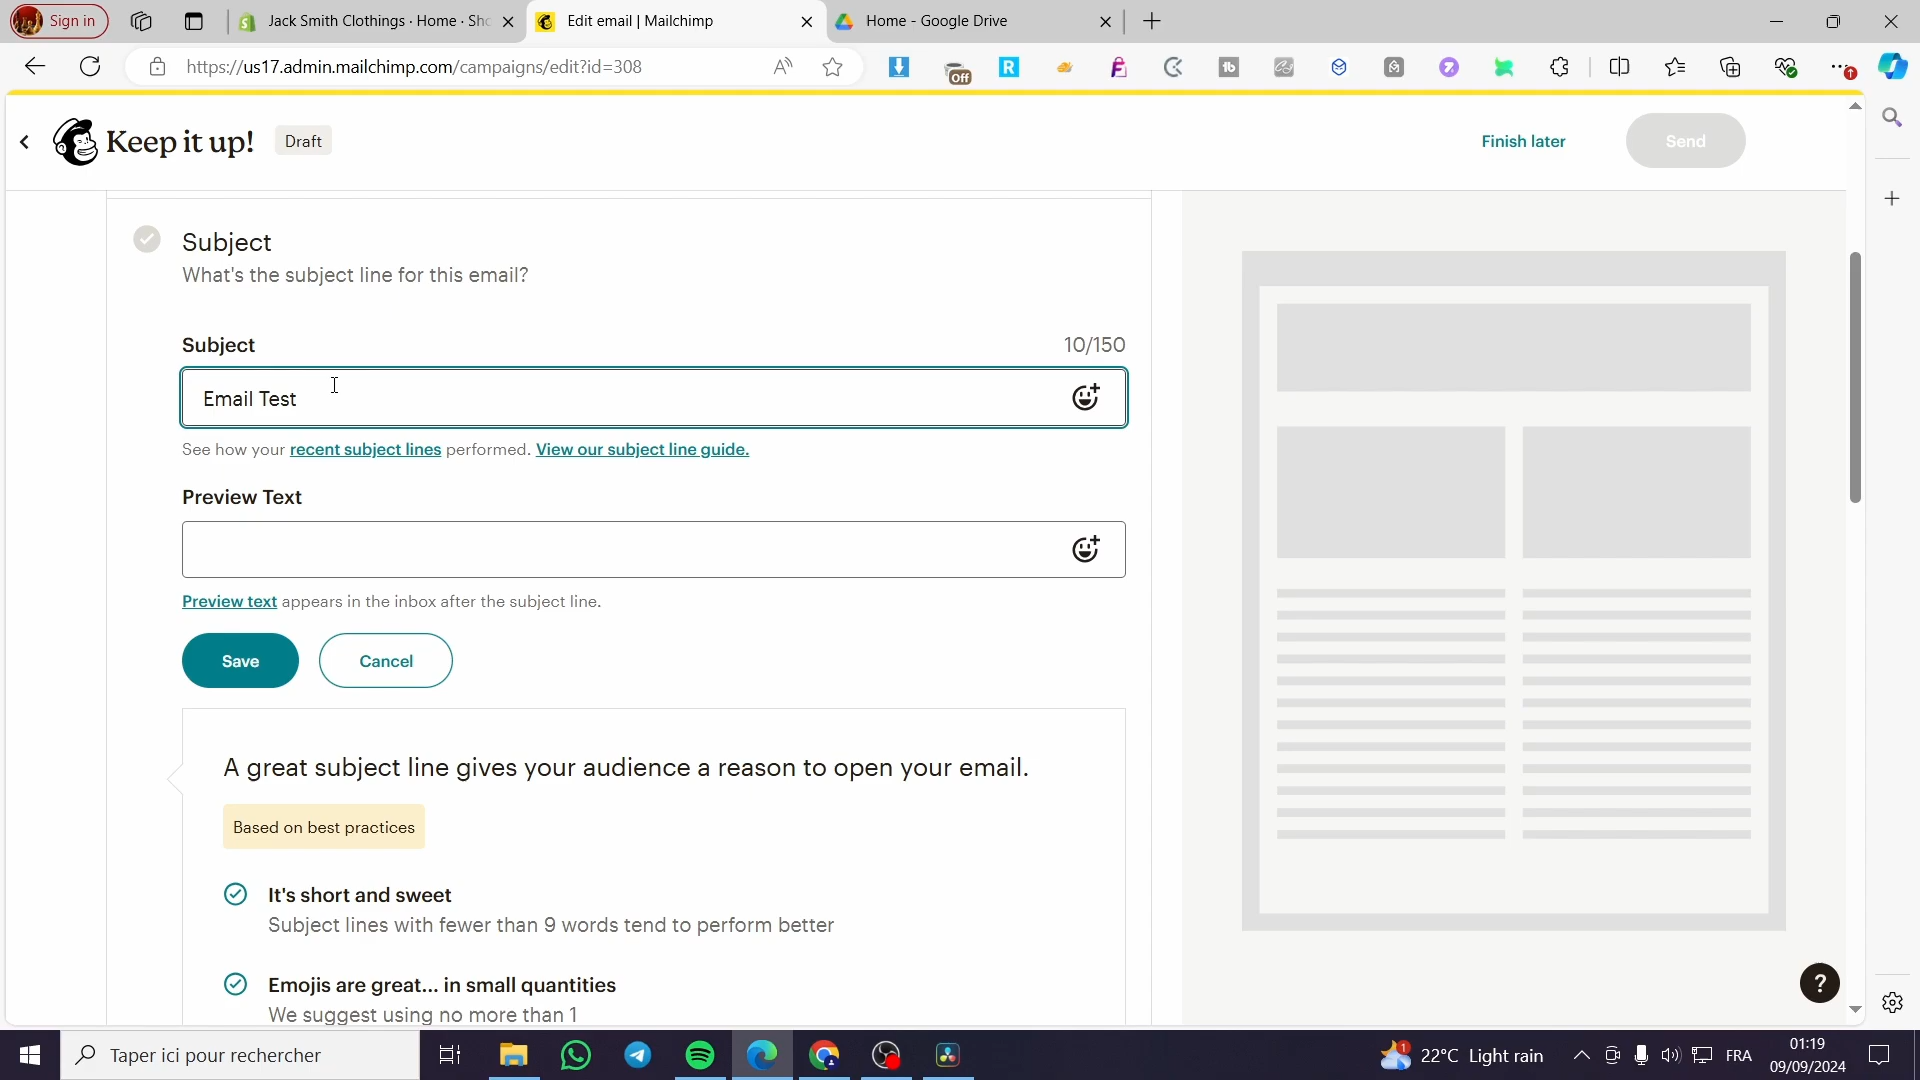 Sign in
Jack Smith Clothings · Home · Sho
Edit email | Mailchimp
Home - Google Drive
https://us17.admin.mailchimp.com/campaigns/edit?id=308
Off
Keep it up!
Draft
Finish later
Send
Subject
What's the subject line for this email?
Subject
10/150
Email Test
See how your recent subject lines performed. View our subject line guide.
Preview Text
Preview text appears in the inbox after the subject line.
Save
Cancel
A great subject line gives your audience a reason to open your email.
Based on best practices
It's short and sweet
Subject lines with fewer than 9 words tend to perform better
Emojis are great... in small quantities
We suggest using no more than 1
?
Taper ici pour rechercher
1
22°C Light rain
FRA
01:19
09/09/2024